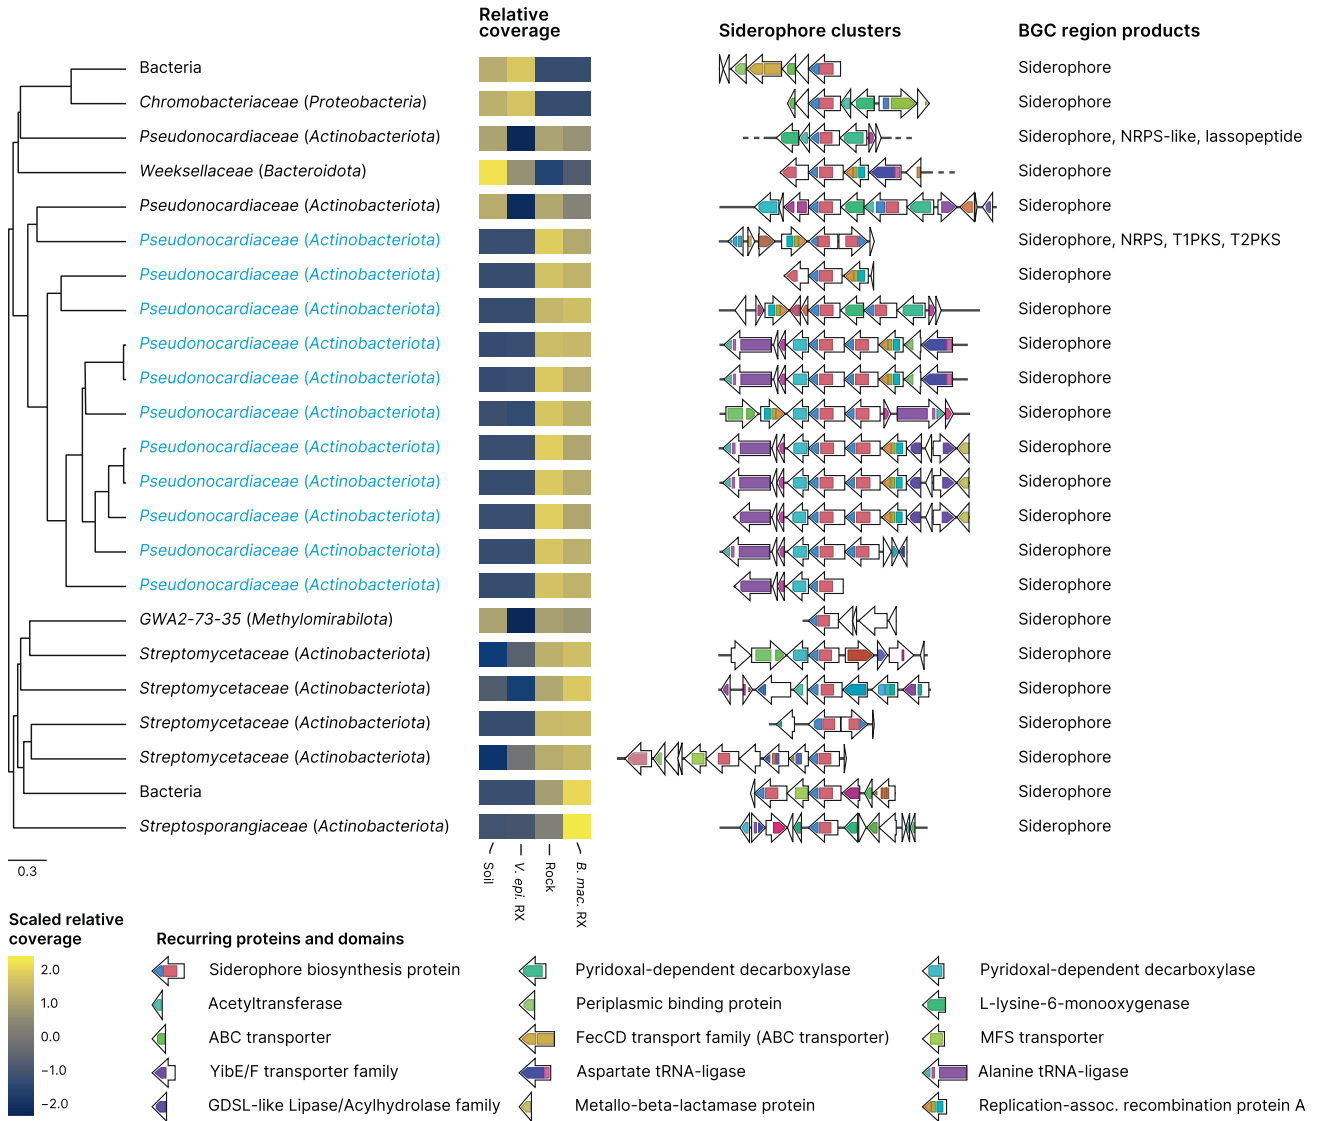 Relative
coverage
Siderophore clusters
BGC region products
Bacteria
Siderophore
Chromobacteriaceae (Proteobacteria)
Siderophore
Pseudonocardiaceae (Actinobacteriota)
Siderophore, NRPS-like, lassopeptide
Weeksellaceae (Bacteroidota)
Siderophore
Pseudonocardiaceae (Actinobacteriota)
Siderophore
Pseudonocardiaceae (Actinobacteriota)
Siderophore, NRPS, T1PKS, T2PKS
Pseudonocardiaceae (Actinobacteriota)
Siderophore
Pseudonocardiaceae (Actinobacteriota)
Siderophore
Pseudonocardiaceae (Actinobacteriota)
Siderophore
Pseudonocardiaceae (Actinobacteriota)
Siderophore
Pseudonocardiaceae (Actinobacteriota)
Siderophore
Pseudonocardiaceae (Actinobacteriota)
Siderophore
Pseudonocardiaceae (Actinobacteriota)
Siderophore
Pseudonocardiaceae (Actinobacteriota)
Siderophore
Pseudonocardiaceae (Actinobacteriota)
Siderophore
Pseudonocardiaceae (Actinobacteriota)
Siderophore
GWA2-73-35 (Methylomirabilota)
Siderophore
Streptomycetaceae (Actinobacteriota)
Siderophore
Streptomycetaceae (Actinobacteriota)
Siderophore
Streptomycetaceae (Actinobacteriota)
Siderophore
Streptomycetaceae (Actinobacteriota)
Siderophore
Bacteria
Siderophore
Streptosporangiaceae (Actinobacteriota)
Siderophore
0.3
Soil
V. epi. RX
Rock
B. mac. RX
Scaled relative
coverage
2.0
1.0
0.0
−1.0
−2.0
Recurring proteins and domains
Siderophore biosynthesis protein
Pyridoxal-dependent decarboxylase
Pyridoxal-dependent decarboxylase
Acetyltransferase
Periplasmic binding protein
L-lysine-6-monooxygenase
ABC transporter
FecCD transport family (ABC transporter)
MFS transporter
YibE/F transporter family
Aspartate tRNA-ligase
Alanine tRNA-ligase
GDSL-like Lipase/Acylhydrolase family
Metallo-beta-lactamase protein
Replication-assoc. recombination protein A